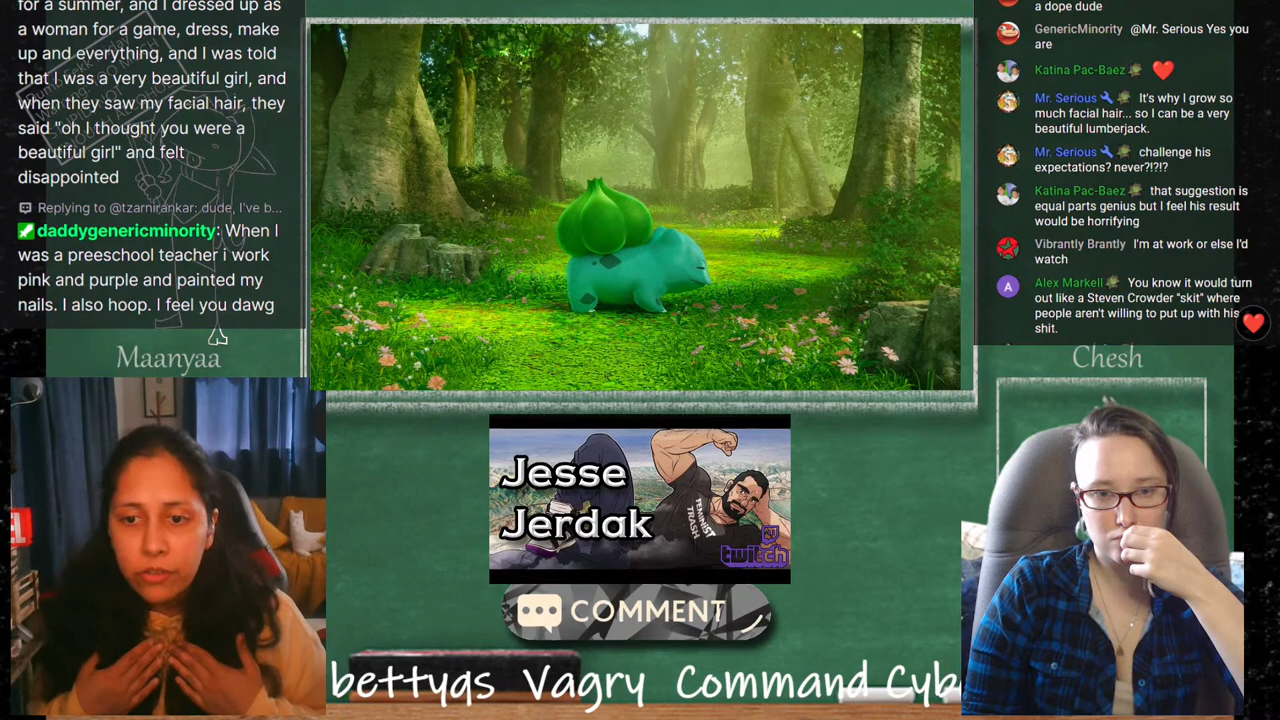 for a summer, and I dressed up as
a woman for a game, dress, make
up and everything, and I was told
that I was a very beautiful girl, and
when they saw my facial hair, they
said "oh I thought you were a
beautiful girl" and felt
disappointed
Replying to @tzarnirankar: dude, I've b...
daddygenericminority: When I
was a preeschool teacher i work
pink and purple and painted my
nails. I also hoop. I feel you dawg
Maanyaa
a dope dude
GenericMinority @Mr. Serious Yes you
are
Katina Pac-Baez
Mr. Serious It's why I grow so
much facial hair... so I can be a very
beautiful lumberjack.
Mr. Serious challenge his
expectations? never?!?!?
Katina Pac-Baez that suggestion is
equal parts genius but I feel his result
would be horrifying
Vibrantly Brantly I'm at work or else I'd
watch
A
Alex Markell You know it would turn
out like a Steven Crowder "skit" where
people aren't willing to put up with his
shit.
Chesh
Jesse
Jerdak
FEMINIST
TRASH
twitch
COMMENT
bettyqs Vagry Command Cyb